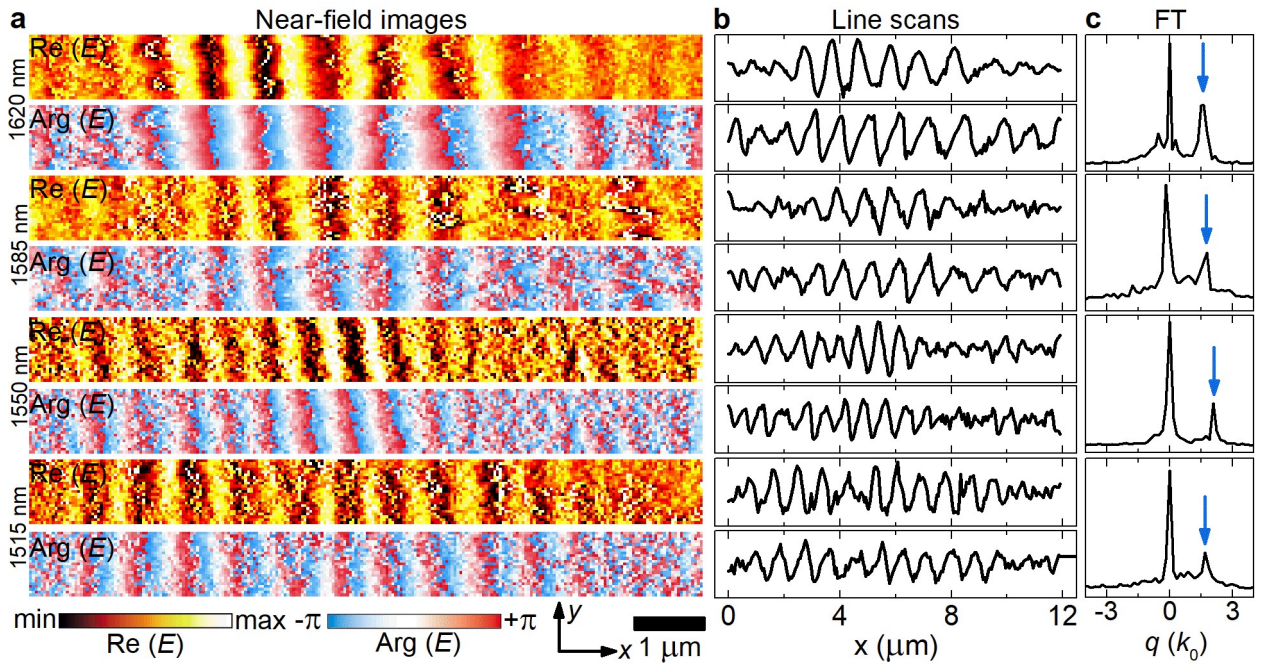 a Near-field images b Line scans c FT
1620 nm
Re (E)
Arg (E)
1585 nm
Re (E)
Arg (E)
1550 nm
Re (E)
Arg (E)
1515 nm
Re (E)
Arg (E)
min max -π +π
Re (E) Arg (E)
y
x
1 μm
0 4 8 12
x (μm)
-3 0 3
q (k0)